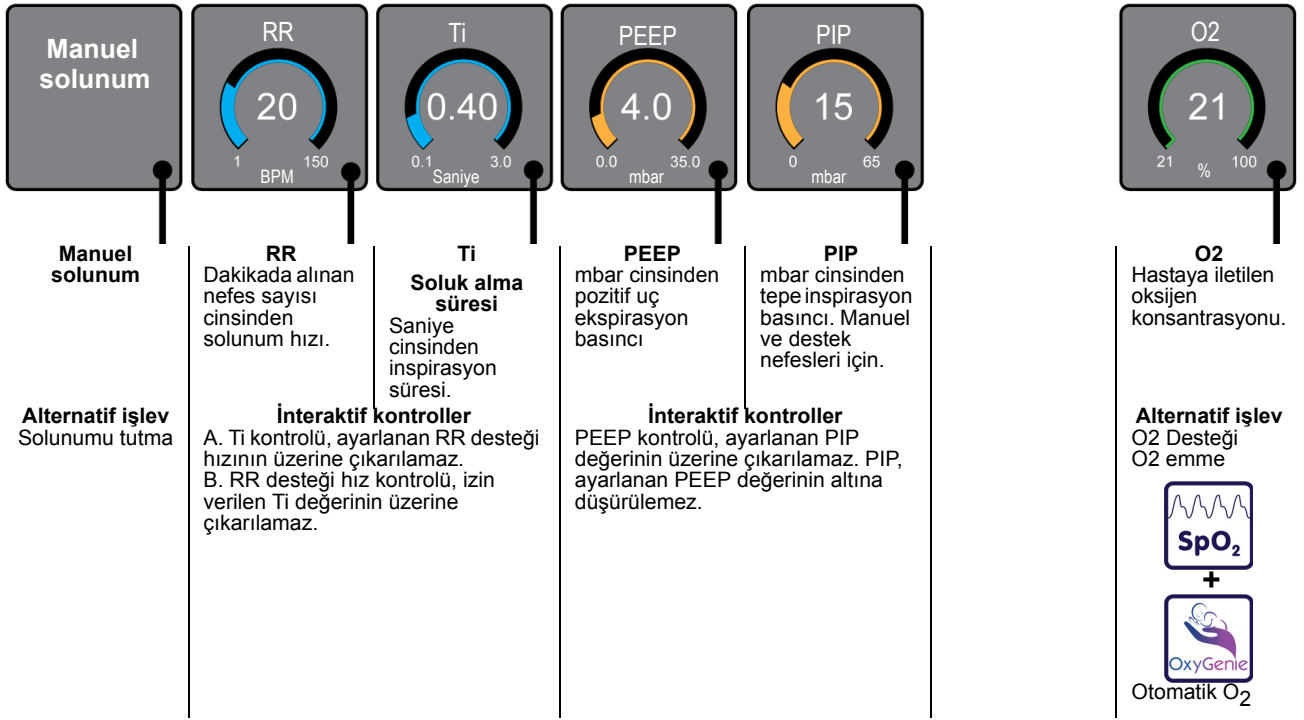 Manuel
solunum
RR
20
1 150
BPM
Ti
0.40
0.1 3.0
Saniye
PEEP
4.0
0.0 35.0
mbar
PIP
15
0 65
mbar
O2
21
21 100
%
Manuel
solunum
RR
Dakikada alınan
nefes sayısı
cinsinden
solunum hızı.
Ti
Soluk alma
süresi
Saniye
cinsinden
inspirasyon
süresi.
PEEP
mbar cinsinden
pozitif uç
ekspirasyon
basıncı
PIP
mbar cinsinden
tepe inspirasyon
basıncı. Manuel
ve destek
nefesleri için.
O2
Hastaya iletilen
oksijen
konsantrasyonu.
Alternatif işlev
Solunumu tutma
İnteraktif kontroller
A. Ti kontrolü, ayarlanan RR desteği
hızının üzerine çıkarılamaz.
B. RR desteği hız kontrolü, izin
verilen Ti değerinin üzerine
çıkarılamaz.
İnteraktif kontroller
PEEP kontrolü, ayarlanan PIP
değerinin üzerine çıkarılamaz. PIP,
ayarlanan PEEP değerinin altına
düşürülemez.
Alternatif işlev
O2 Desteği
O2 emme
SpO₂
+
OxyGenie
Otomatik O₂